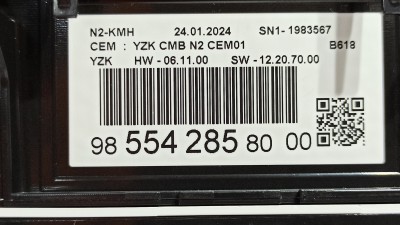 N2-KMH 24.01.2024 SN1- 1983567
CEM : YZK CMB N2 CEM01 B618
YZK HW - 06.11.00 SW - 12.20.70.00
98 554 285 80 00